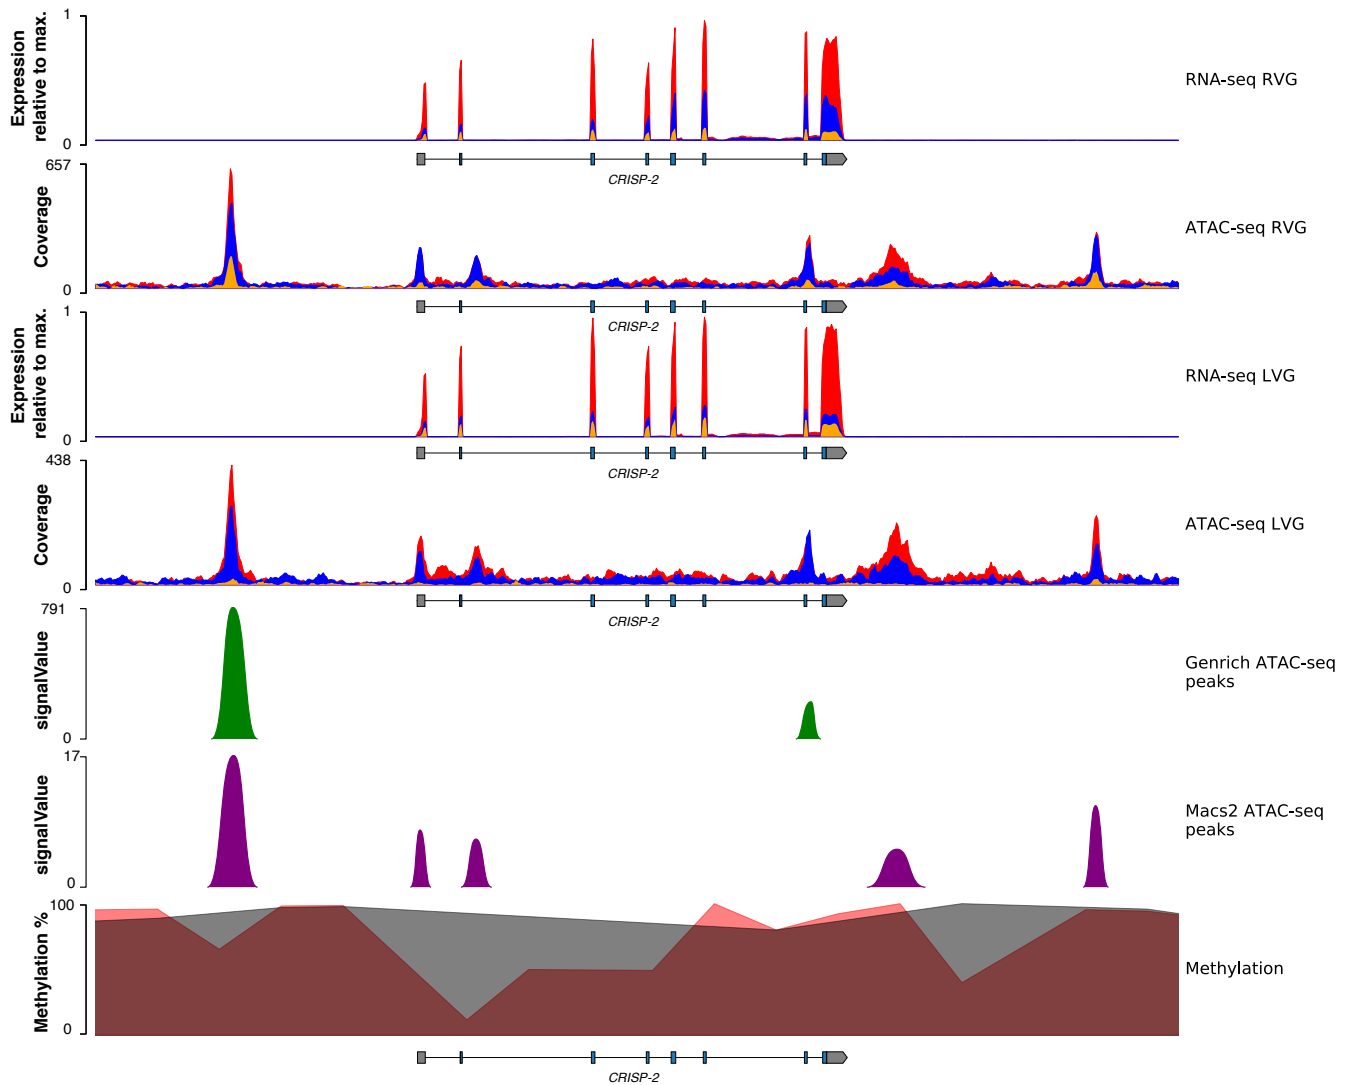 Expression
relative to max.
1
0
RNA-seq RVG
CRISP-2
Coverage
657
0
ATAC-seq RVG
CRISP-2
Expression
relative to max.
1
0
RNA-seq LVG
CRISP-2
Coverage
438
0
ATAC-seq LVG
CRISP-2
signalValue
791
0
Genrich ATAC-seq
peaks
signalValue
17
0
Macs2 ATAC-seq
peaks
Methylation %
100
0
Methylation
CRISP-2